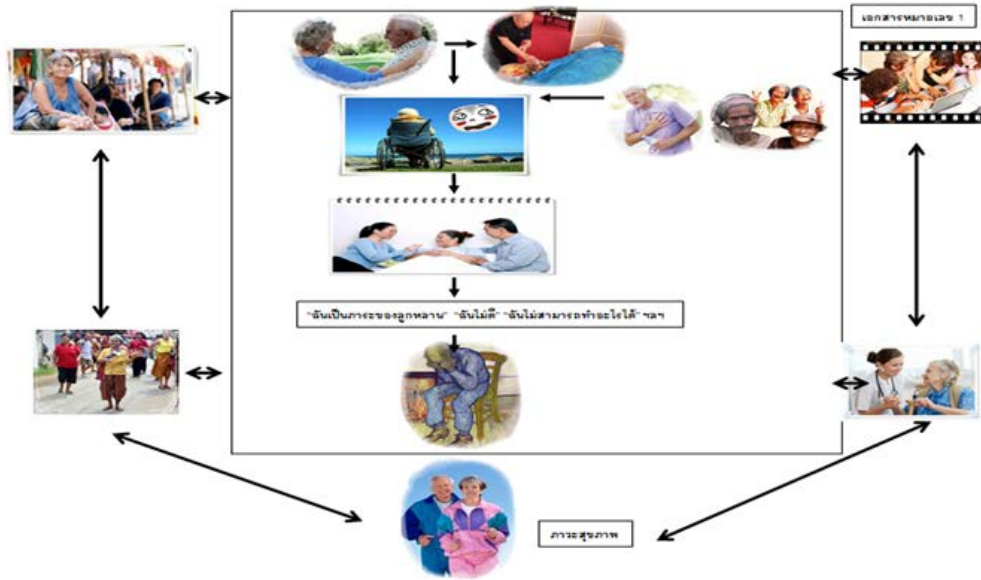 เอกสารหมายเลข 1
"ฉันเป็นภาระของลูกหลาน" "ฉันไม่ดี" "ฉันไม่สามารถทำอะไรได้" ฯลฯ
ภาวะสุขภาพ